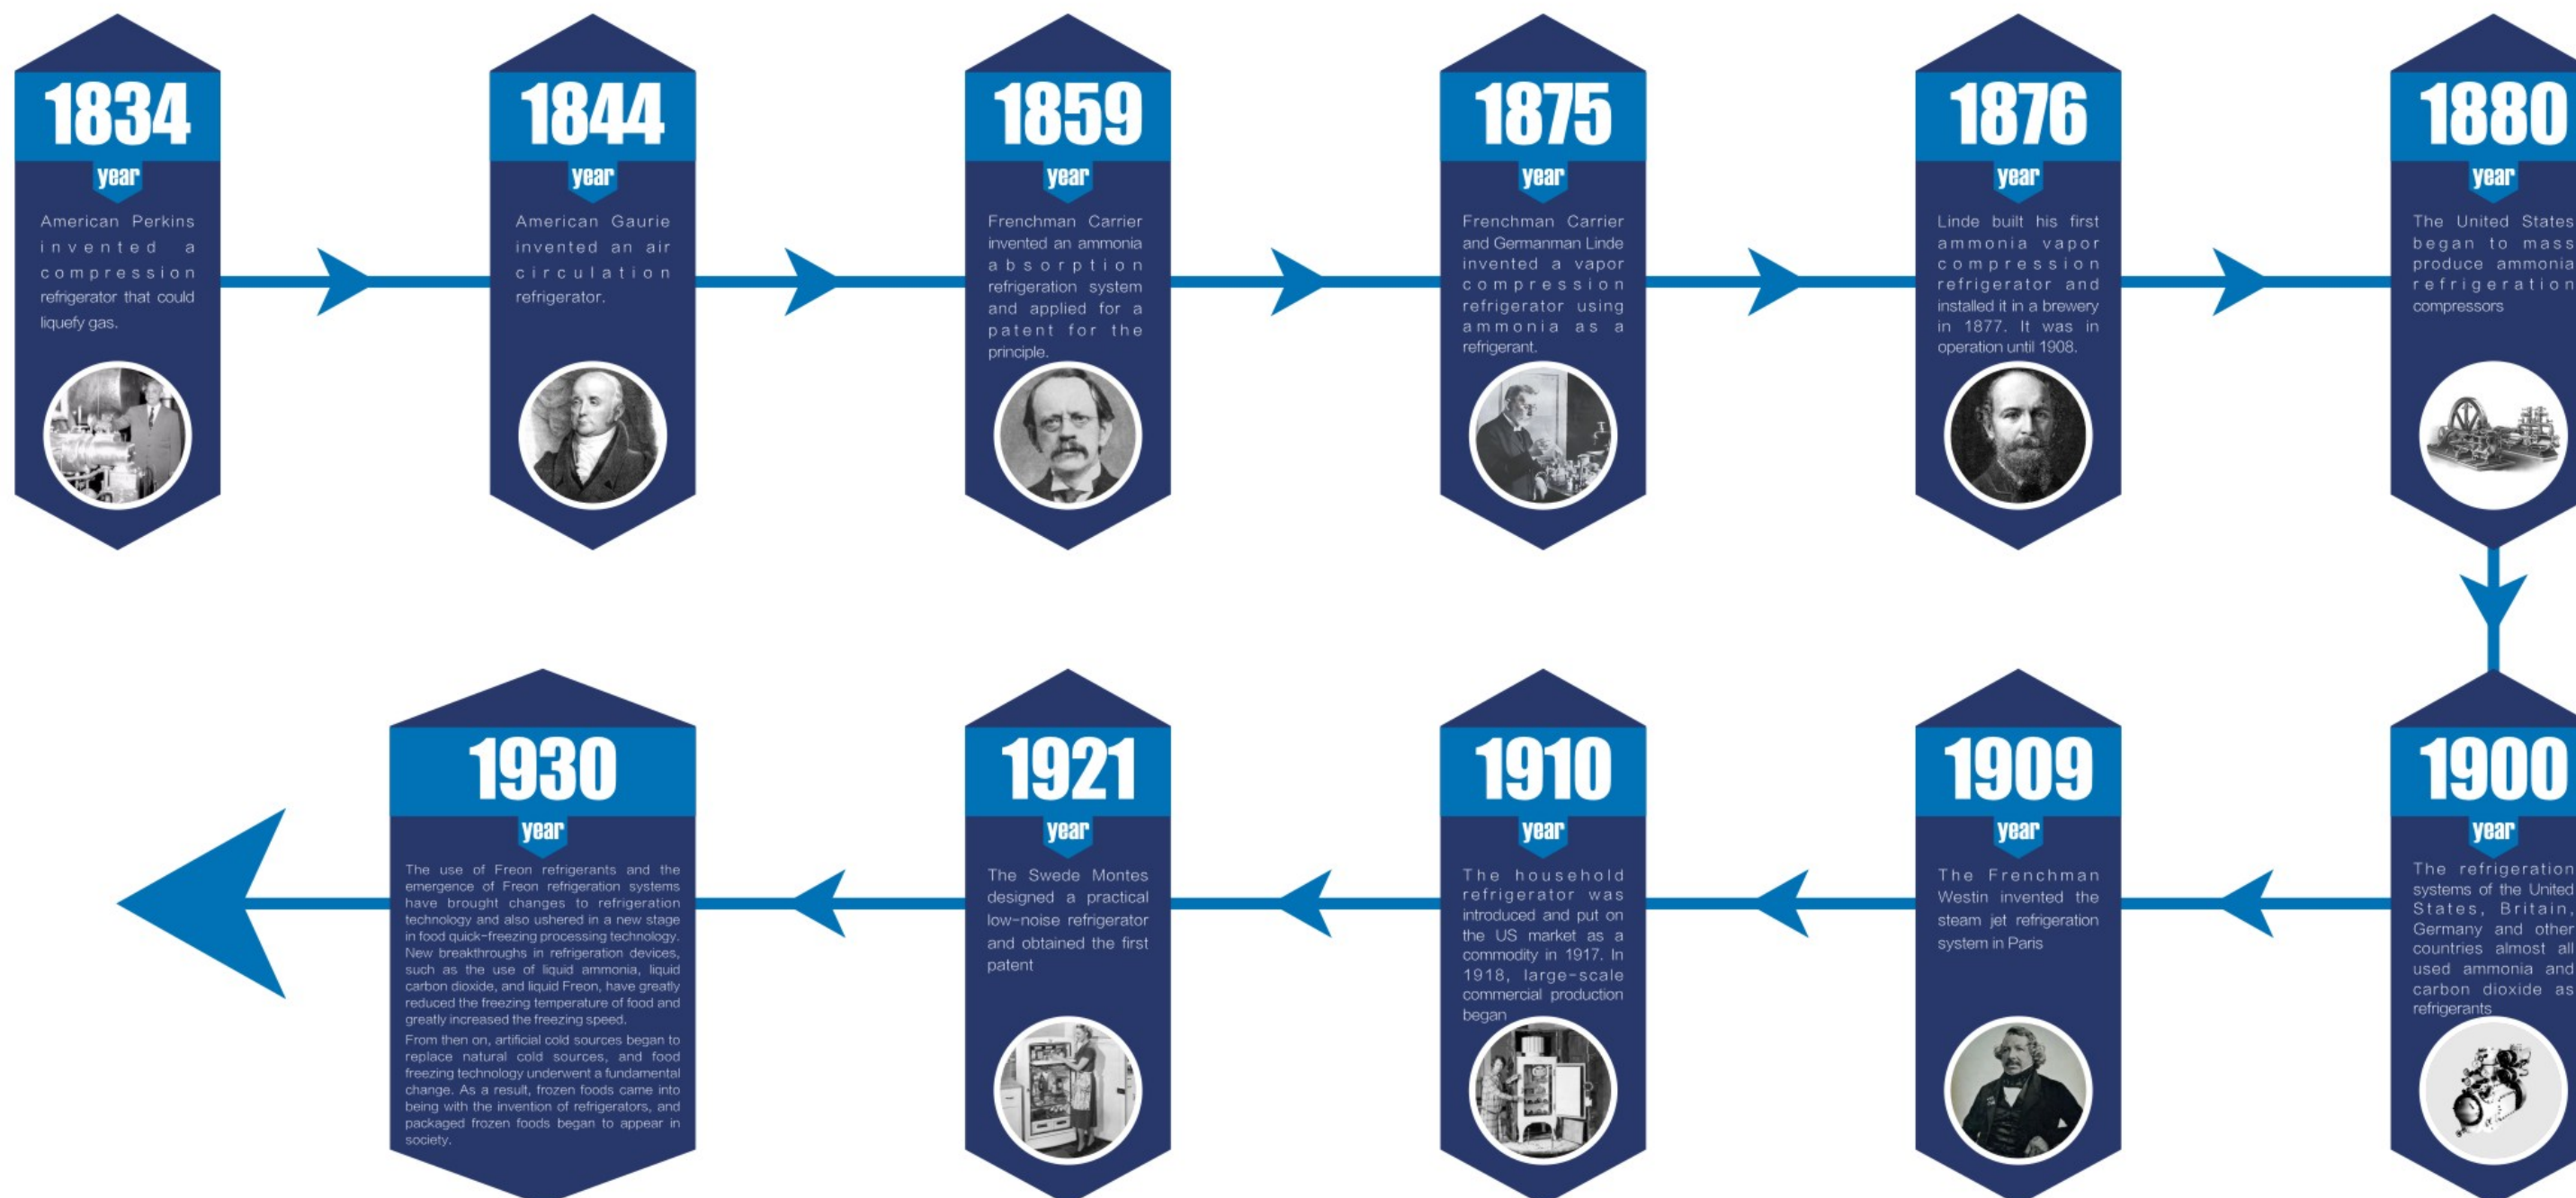 1834
year
American Perkins
invented a
compression
refrigerator that could
liquefy gas.
1844
year
American Gaurie
invented an air
circulation
refrigerator.
1859
year
Frenchman Carrier
invented an ammonia
absorption
refrigeration system
and applied for a
patent for the
principle.
1875
year
Frenchman Carrier
and Germanman Linde
invented a vapor
compression
refrigerator using
ammonia as a
refrigerant.
1876
year
Linde built his first
ammonia vapor
compression
refrigerator and
installed it in a brewery
in 1877. It was in
operation until 1908.
1880
year
The United States
began to mass
produce ammonia
refrigeration
compressors
1900
year
The refrigeration
systems of the United
States, Britain,
Germany and other
countries almost all
used ammonia and
carbon dioxide as
refrigerants
1909
year
The Frenchman
Westin invented the
steam jet refrigeration
system in Paris
1910
year
The household
refrigerator was
introduced and put on
the US market as a
commodity in 1917. In
1918, large-scale
commercial production
began
1921
year
The Swede Montes
designed a practical
low-noise refrigerator
and obtained the first
patent
1930
year
The use of Freon refrigerants and the
emergence of Freon refrigeration systems
have brought changes to refrigeration
technology and also ushered in a new stage
in food quick-freezing processing technology.
New breakthroughs in refrigeration devices,
such as the use of liquid ammonia, liquid
carbon dioxide, and liquid Freon, have greatly
reduced the freezing temperature of food and
greatly increased the freezing speed.
From then on, artificial cold sources began to
replace natural cold sources, and food
freezing technology underwent a fundamental
change. As a result, frozen foods came into
being with the invention of refrigerators, and
packaged frozen foods began to appear in
society.